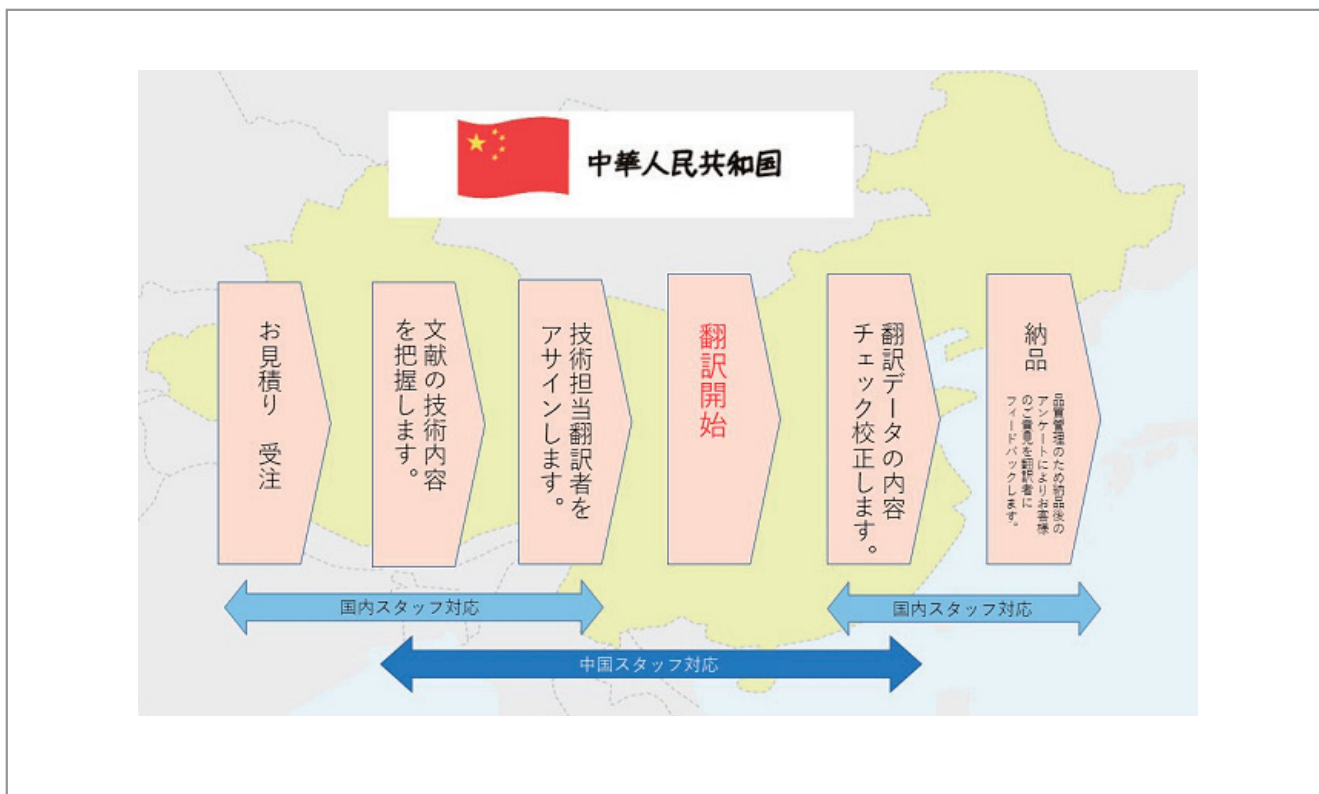 中華人民共和国
お見積り 受注
文献の技術内容
を把握します。
技術担当翻訳者を
アサインします。
翻訳開始
翻訳データの内容
チェック校正します。
納品
品質管理のため納品後の
アンケートによりお客様
のご意見を翻訳者に
フィードバックします。
国内スタッフ対応
国内スタッフ対応
中国スタッフ対応